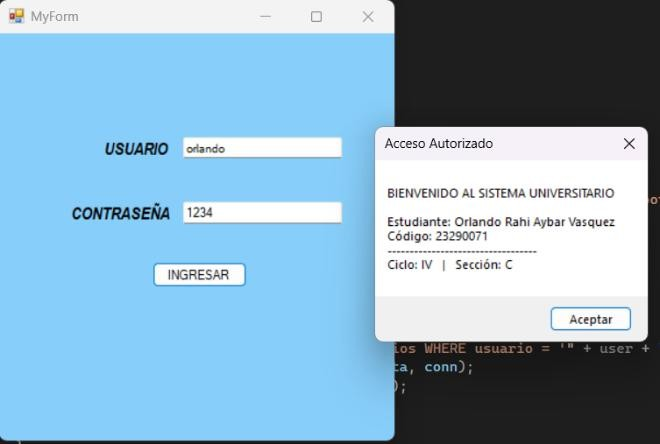 MyForm
USUARIO orlando
CONTRASEÑA 1234
INGRESAR
Acceso Autorizado
BIENVENIDO AL SISTEMA UNIVERSITARIO
Estudiante: Orlando Rahi Aybar Vasquez
Código: 23290071
-----------------------------------
Ciclo: IV | Sección: C
Aceptar
WHERE usuario = '" + user +
, conn);
);